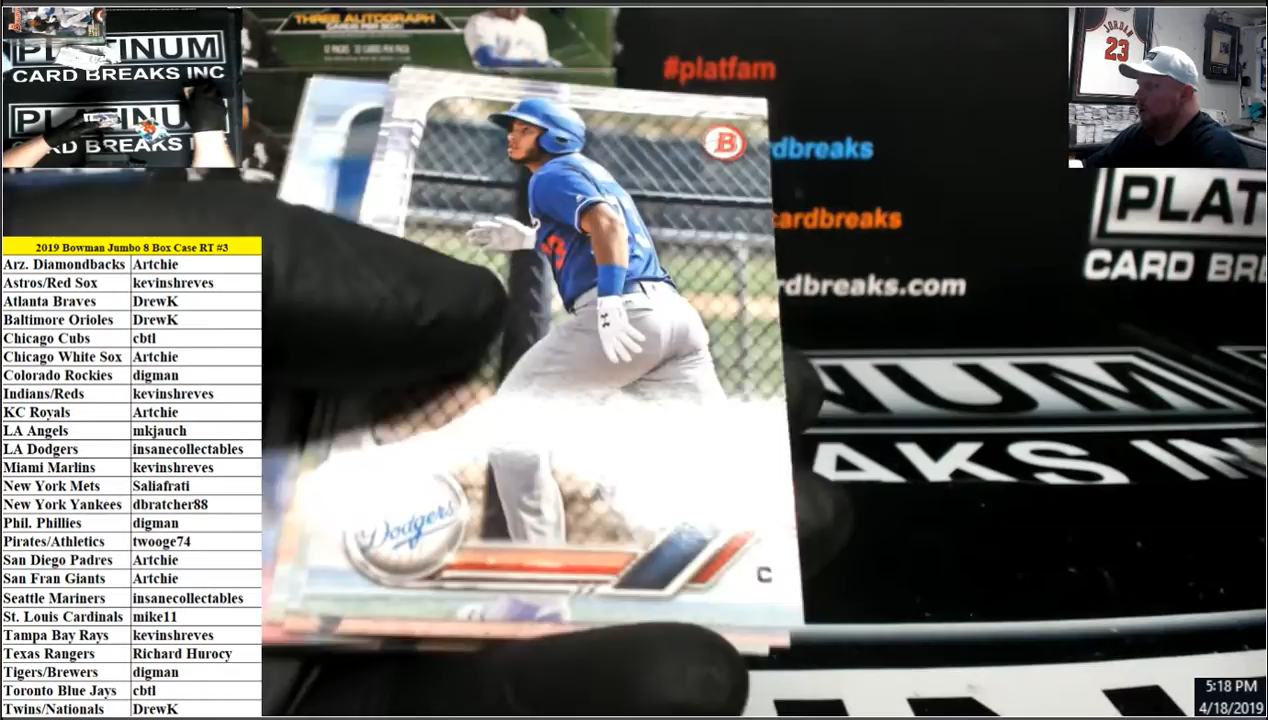 THREE AUTOGRAPH
CARDS PER BOX!
PLATINUM
CARD BREAKS INC
PLATINUM
RD BREAKS
#platfam
rdbreaks
cardbreaks
rdbreaks.com
JORDAN
23
PLAT
CARD BRE
NUM
AKS IN
B
Dodgers
C
2019 Bowman Jumbo 8 Box Case RT #3
Arz. Diamondbacks Artchie
Astros/Red Sox kevinshreves
Atlanta Braves DrewK
Baltimore Orioles DrewK
Chicago Cubs cbtl
Chicago White Sox Artchie
Colorado Rockies digman
Indians/Reds kevinshreves
KC Royals Artchie
LA Angels mkjauch
LA Dodgers insanecollectables
Miami Marlins kevinshreves
New York Mets Saliafrati
New York Yankees dbratcher88
Phil. Phillies digman
Pirates/Athletics twooge74
San Diego Padres Artchie
San Fran Giants Artchie
Seattle Mariners insanecollectables
St. Louis Cardinals mike11
Tampa Bay Rays kevinshreves
Texas Rangers Richard Hurocy
Tigers/Brewers digman
Toronto Blue Jays cbtl
Twins/Nationals DrewK
5:18 PM
4/18/2019